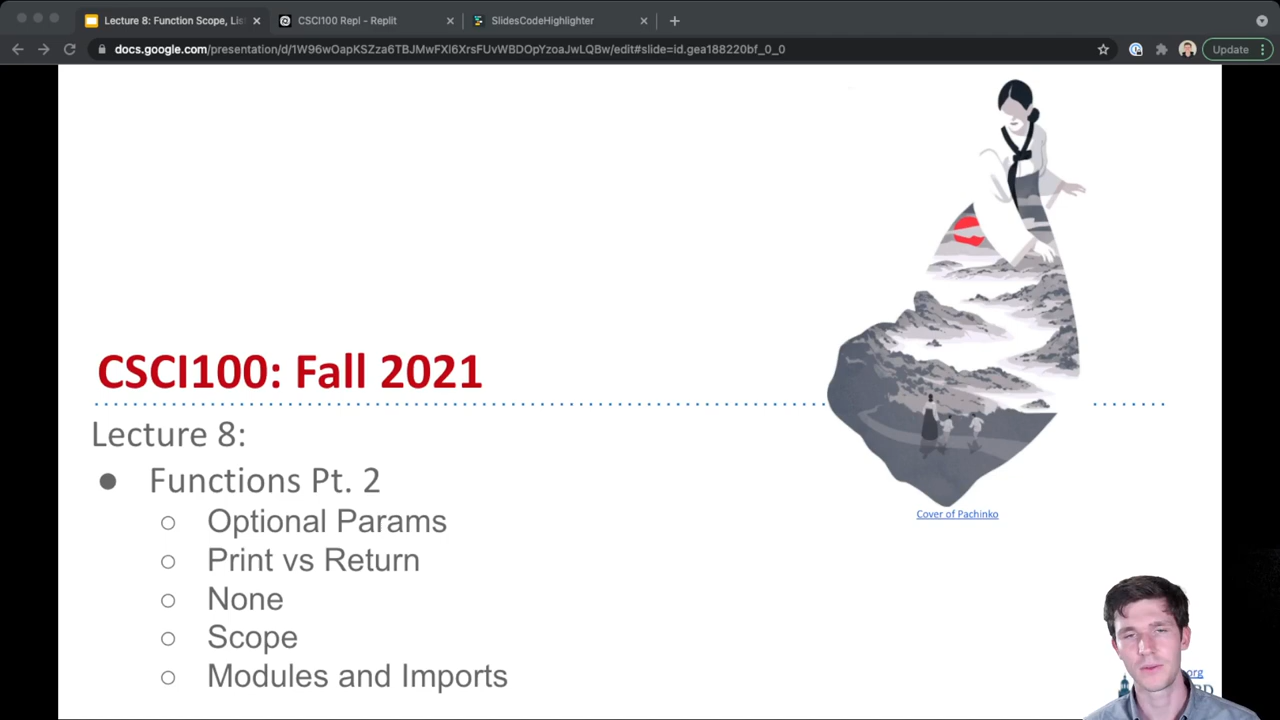 Lecture 8: Function Scope, Lis
CSCI100 Repl - Replit
SlidesCodeHighlighter
docs.google.com/presentation/d/1W96wOapKSZza6TBJMwFXI6XrsFUvWBDOpYzoaJwLQBw/edit#slide=id.gea188220bf_0_0
Update
CSCI100: Fall 2021
Lecture 8:
● Functions Pt. 2
○ Optional Params
○ Print vs Return
○ None
○ Scope
○ Modules and Imports
Cover of Pachinko
org